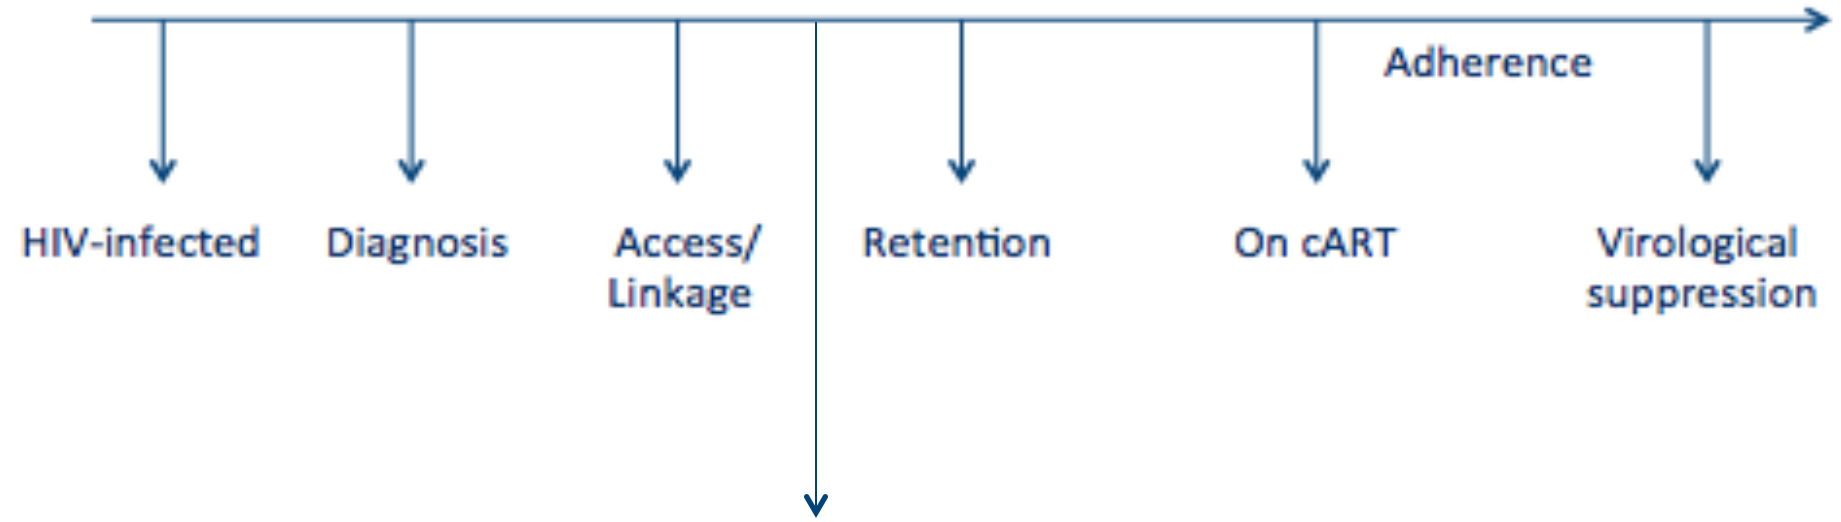 Adherence
HIV-infected
Diagnosis
Access/
Linkage
Retention
On cART
Virological
suppression